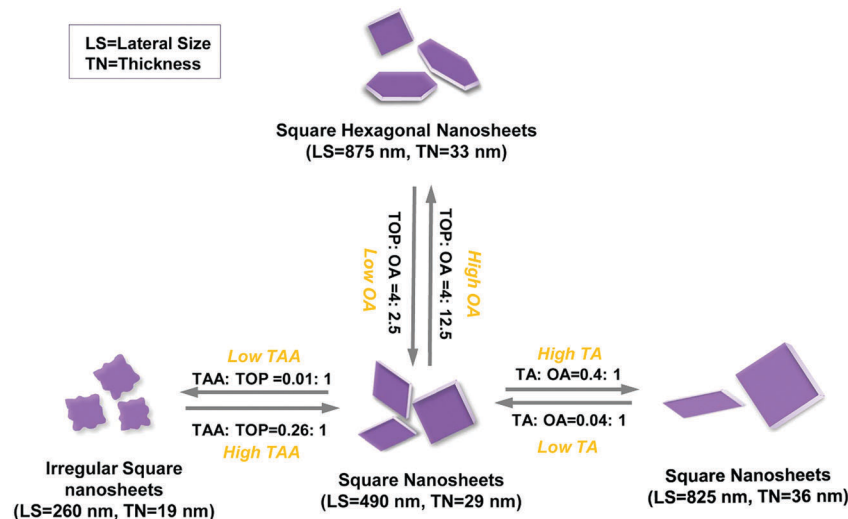 LS=Lateral Size
TN=Thickness
Square Hexagonal Nanosheets
(LS=875 nm, TN=33 nm)
Low OA
TOP: OA =4: 2.5
TOP: OA =4: 12.5
High OA
Low TAA
TAA: TOP =0.01: 1
TAA: TOP=0.26: 1
High TAA
High TA
TA: OA=0.4: 1
TA: OA=0.04: 1
Low TA
Irregular Square
nanosheets
(LS=260 nm, TN=19 nm)
Square Nanosheets
(LS=490 nm, TN=29 nm)
Square Nanosheets
(LS=825 nm, TN=36 nm)